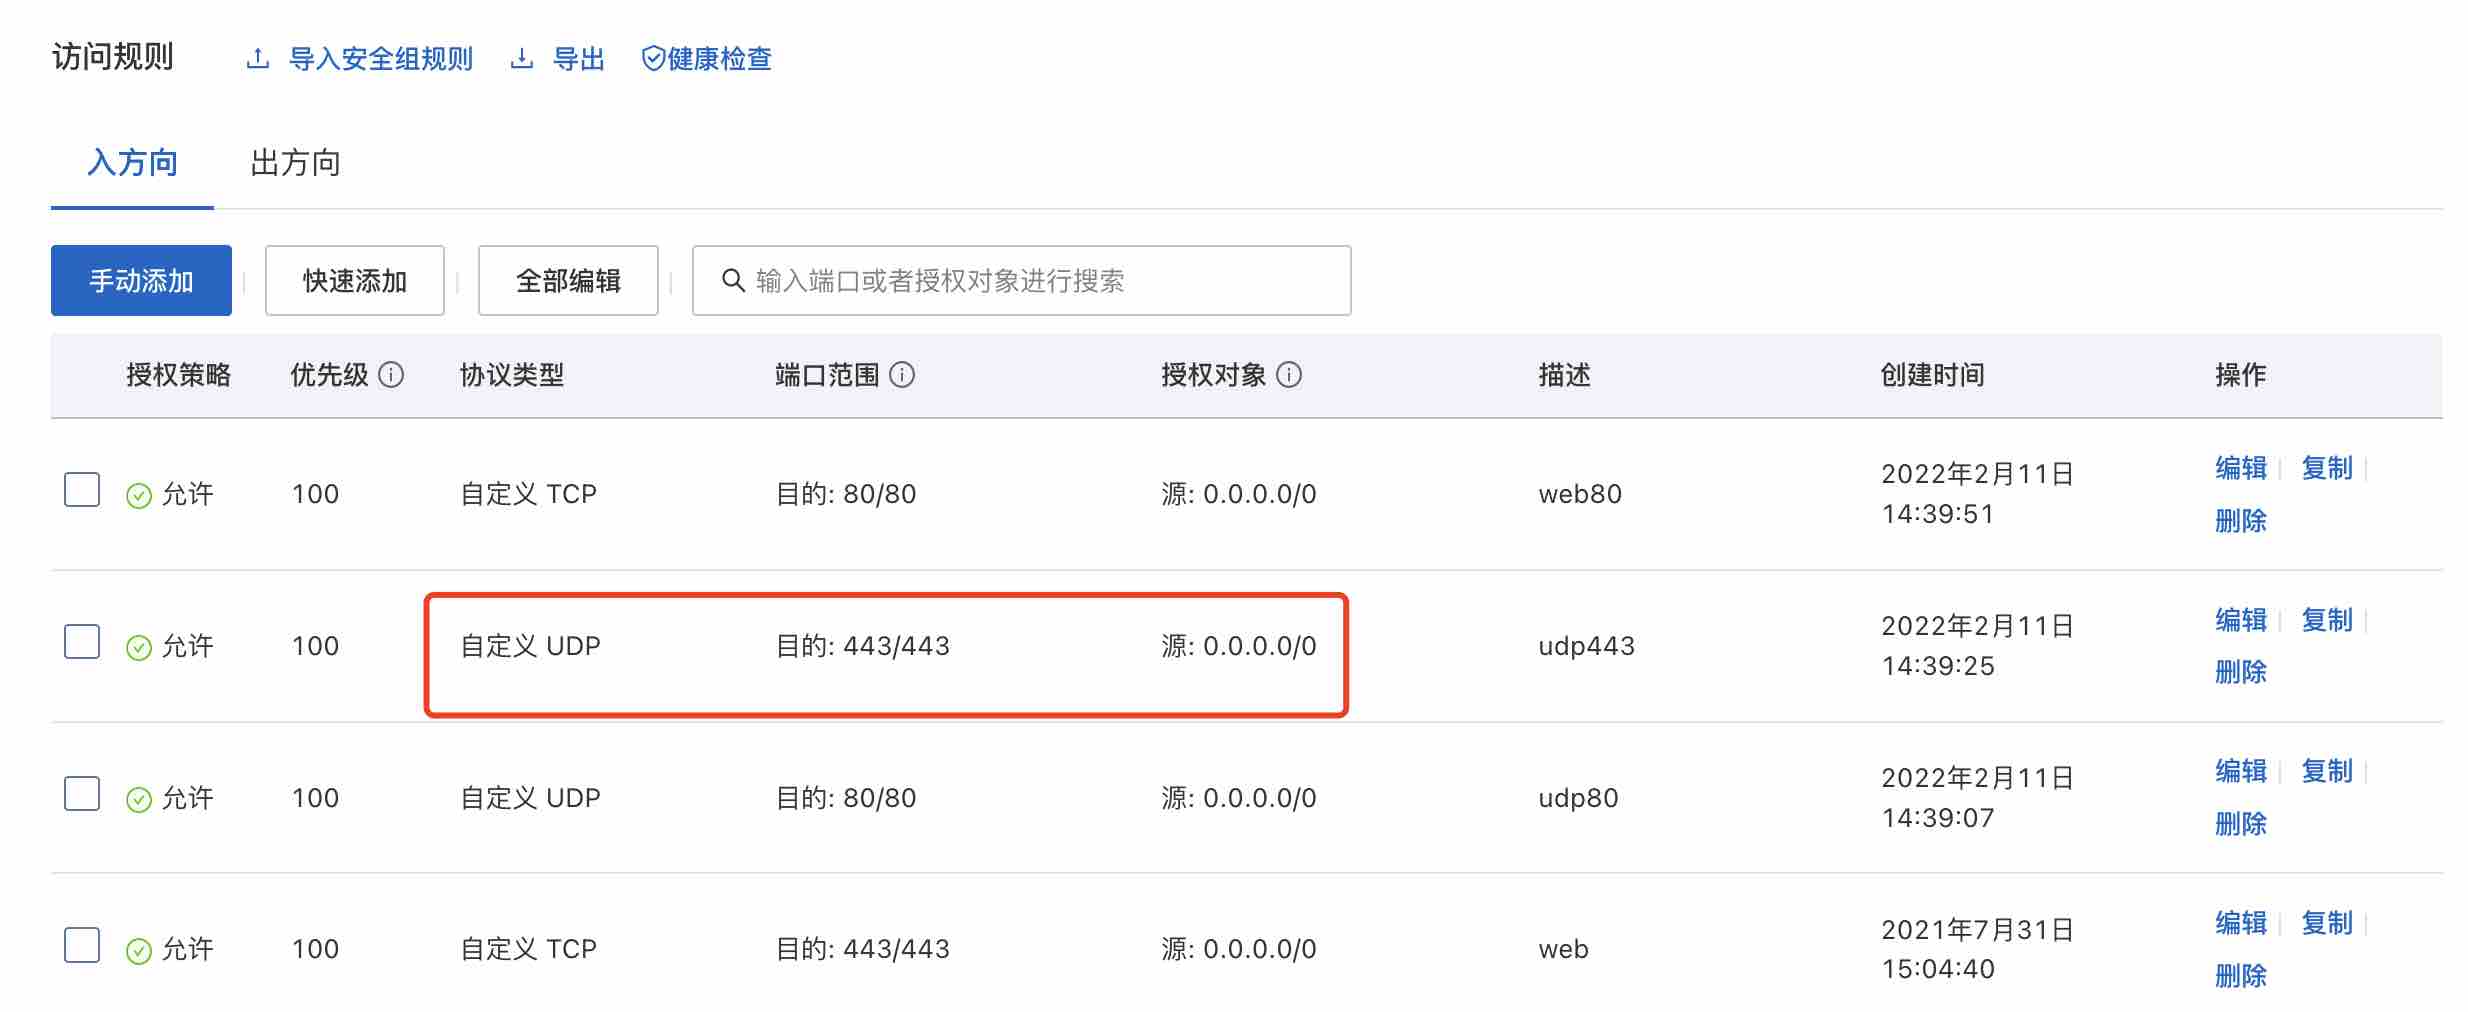 访问规则 导入安全组规则 导出 健康检查
入方向 出方向
手动添加 快速添加 全部编辑 输入端口或者授权对象进行搜索
授权策略 优先级 协议类型 端口范围 授权对象 描述 创建时间 操作
允许 100 自定义 TCP 目的: 80/80 源: 0.0.0.0/0 web80 2022年2月11日 编辑 复制
14:39:51 删除
允许 100 自定义 UDP 目的: 443/443 源: 0.0.0.0/0 udp443 2022年2月11日 编辑 复制
14:39:25 删除
允许 100 自定义 UDP 目的: 80/80 源: 0.0.0.0/0 udp80 2022年2月11日 编辑 复制
14:39:07 删除
允许 100 自定义 TCP 目的: 443/443 源: 0.0.0.0/0 web 2021年7月31日 编辑 复制
15:04:40 删除